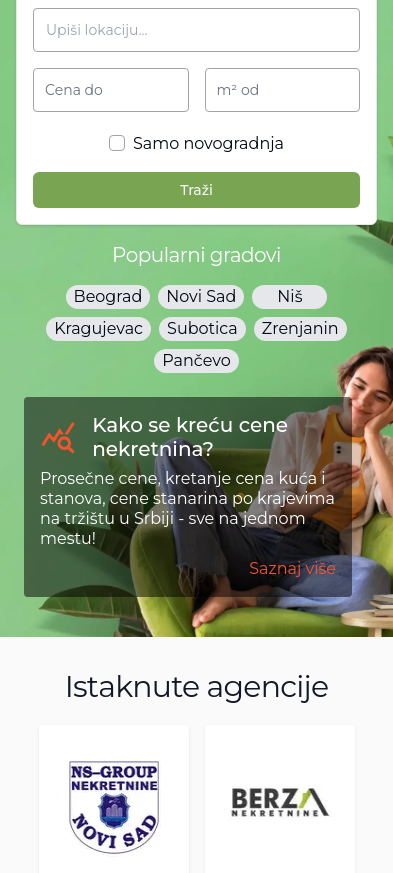 Upiši lokaciju...
Cena do
m² od
Samo novogradnja
Traži
Popularni gradovi
Beograd
Novi Sad
Niš
Kragujevac
Subotica
Zrenjanin
Pančevo
Kako se kreću cene
nekretnina?
Prosečne cene, kretanje cena kuća i
stanova, cene stanarina po krajevima
na tržištu u Srbiji - sve na jednom
mestu!
Saznaj više
Istaknute agencije
NS-GROUP
NEKRETNINE
NOVI SAD
BERZA
NEKRETNINE